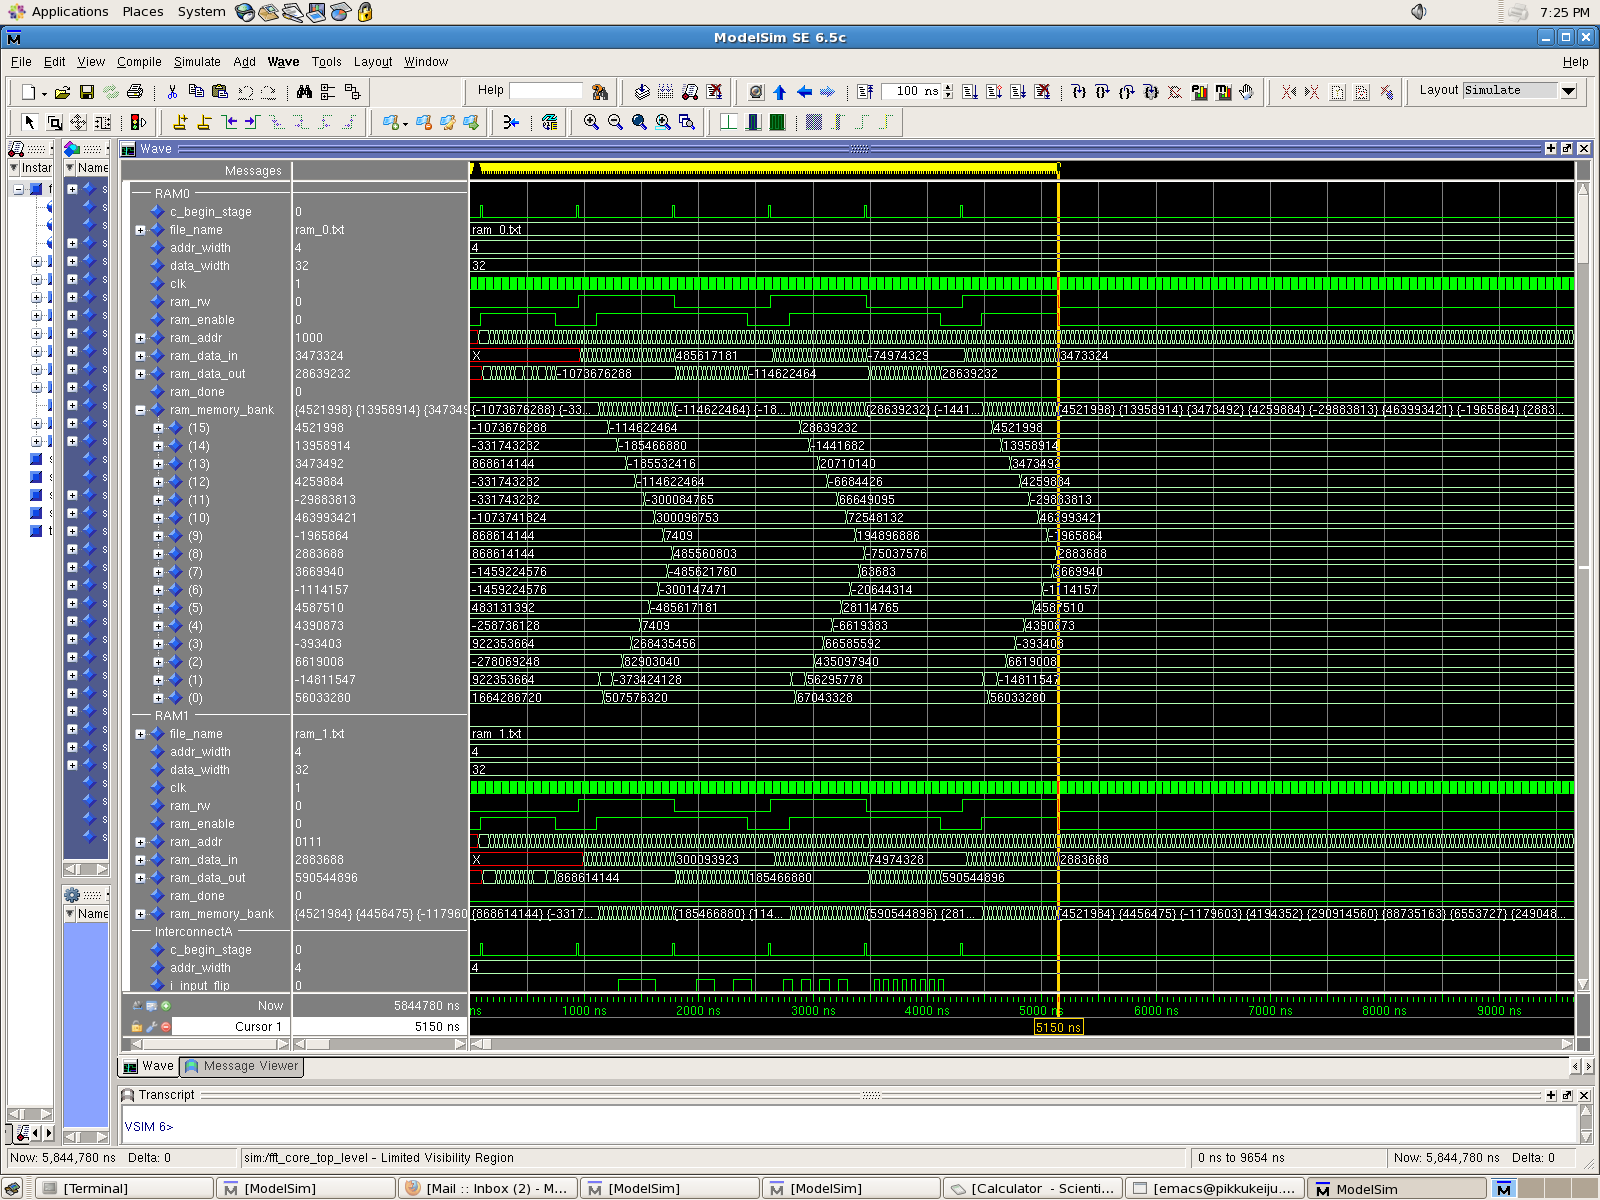 Applications Places System 7:25 PM
ModelSim SE 6.5c
File Edit View Compile Simulate Add Wave Tools Layout Window Help
Help 100 ns Layout Simulate
Instar Name Wave
Messages
RAM0
c_begin_stage 0
file_name ram_0.txt ram_0.txt
addr_width 4 4
data_width 32 32
clk 1
ram_rw 0
ram_enable 0
ram_addr 1000
ram_data_in 3473324 X 485617181 -74974329 3473324
ram_data_out 28639232 -1073676288 -114622464 28639232
ram_done 0
ram_memory_bank {4521998} {13958914} {34734 {-1073676288} {-33... {-114622464} {-18... {28639232} {-1441... {4521998} {13958914} {3473492} {4259884} {-29883813} {463993421} {-1965864} {2883...
(15) 4521998 -1073676288 -114622464 28639232 4521998
(14) 13958914 -331743232 -185466880 -1441682 13958914
(13) 3473492 868614144 -185532416 20710140 3473492
(12) 4259884 -331743232 -114622464 -6684426 4259884
(11) -29883813 -331743232 -300084765 66649095 -29883813
(10) 463993421 -1073741824 300096753 72548132 463993421
(9) -1965864 868614144 7409 194896886 -1965864
(8) 2883688 868614144 485560803 -75037576 2883688
(7) 3669940 -1459224576 -485621760 63683 3669940
(6) -1114157 -1459224576 -300147471 -20644314 -1114157
(5) 4587510 483131392 -485617181 28114765 4587510
(4) 4390873 -258736128 7409 -6619383 4390873
(3) -393403 922353664 268435456 66585592 -393403
(2) 6619008 -278069248 82903040 435097940 6619008
(1) -14811547 922353664 -373424128 56295778 -14811547
(0) 56033280 1664286720 507576320 67043328 56033280
RAM1
file_name ram_1.txt ram_1.txt
addr_width 4 4
data_width 32 32
clk 1
ram_rw 0
ram_enable 0
ram_addr 0111
ram_data_in 2883688 X 300093923 74974328 2883688
ram_data_out 590544896 868614144 185466880 590544896
ram_done 0
ram_memory_bank {4521984} {4456475} {-117960 {868614144} {-3317... {185466880} {114... {590544896} {281... {4521984} {4456475} {-1179603} {4194352} {290914560} {88735163} {6553727} {249048...
InterconnectA
c_begin_stage 0
addr_width 4 4
i_input_flip 0
Now 5844780 ns ns 1000 ns 2000 ns 3000 ns 4000 ns 5000 ns 6000 ns 7000 ns 8000 ns 9000 ns
Cursor 1 5150 ns 5150 ns
Name
Wave Message Viewer
Transcript
VSIM 6>
Now: 5,844,780 ns Delta: 0 sim:/fft_core_top_level - Limited Visibility Region 0 ns to 9654 ns Now: 5,844,780 ns Delta: 0
[Terminal] [ModelSim] [Mail :: Inbox (2) - M... [ModelSim] [ModelSim] [Calculator - Scienti... [emacs@pikkukeiju.... ModelSim